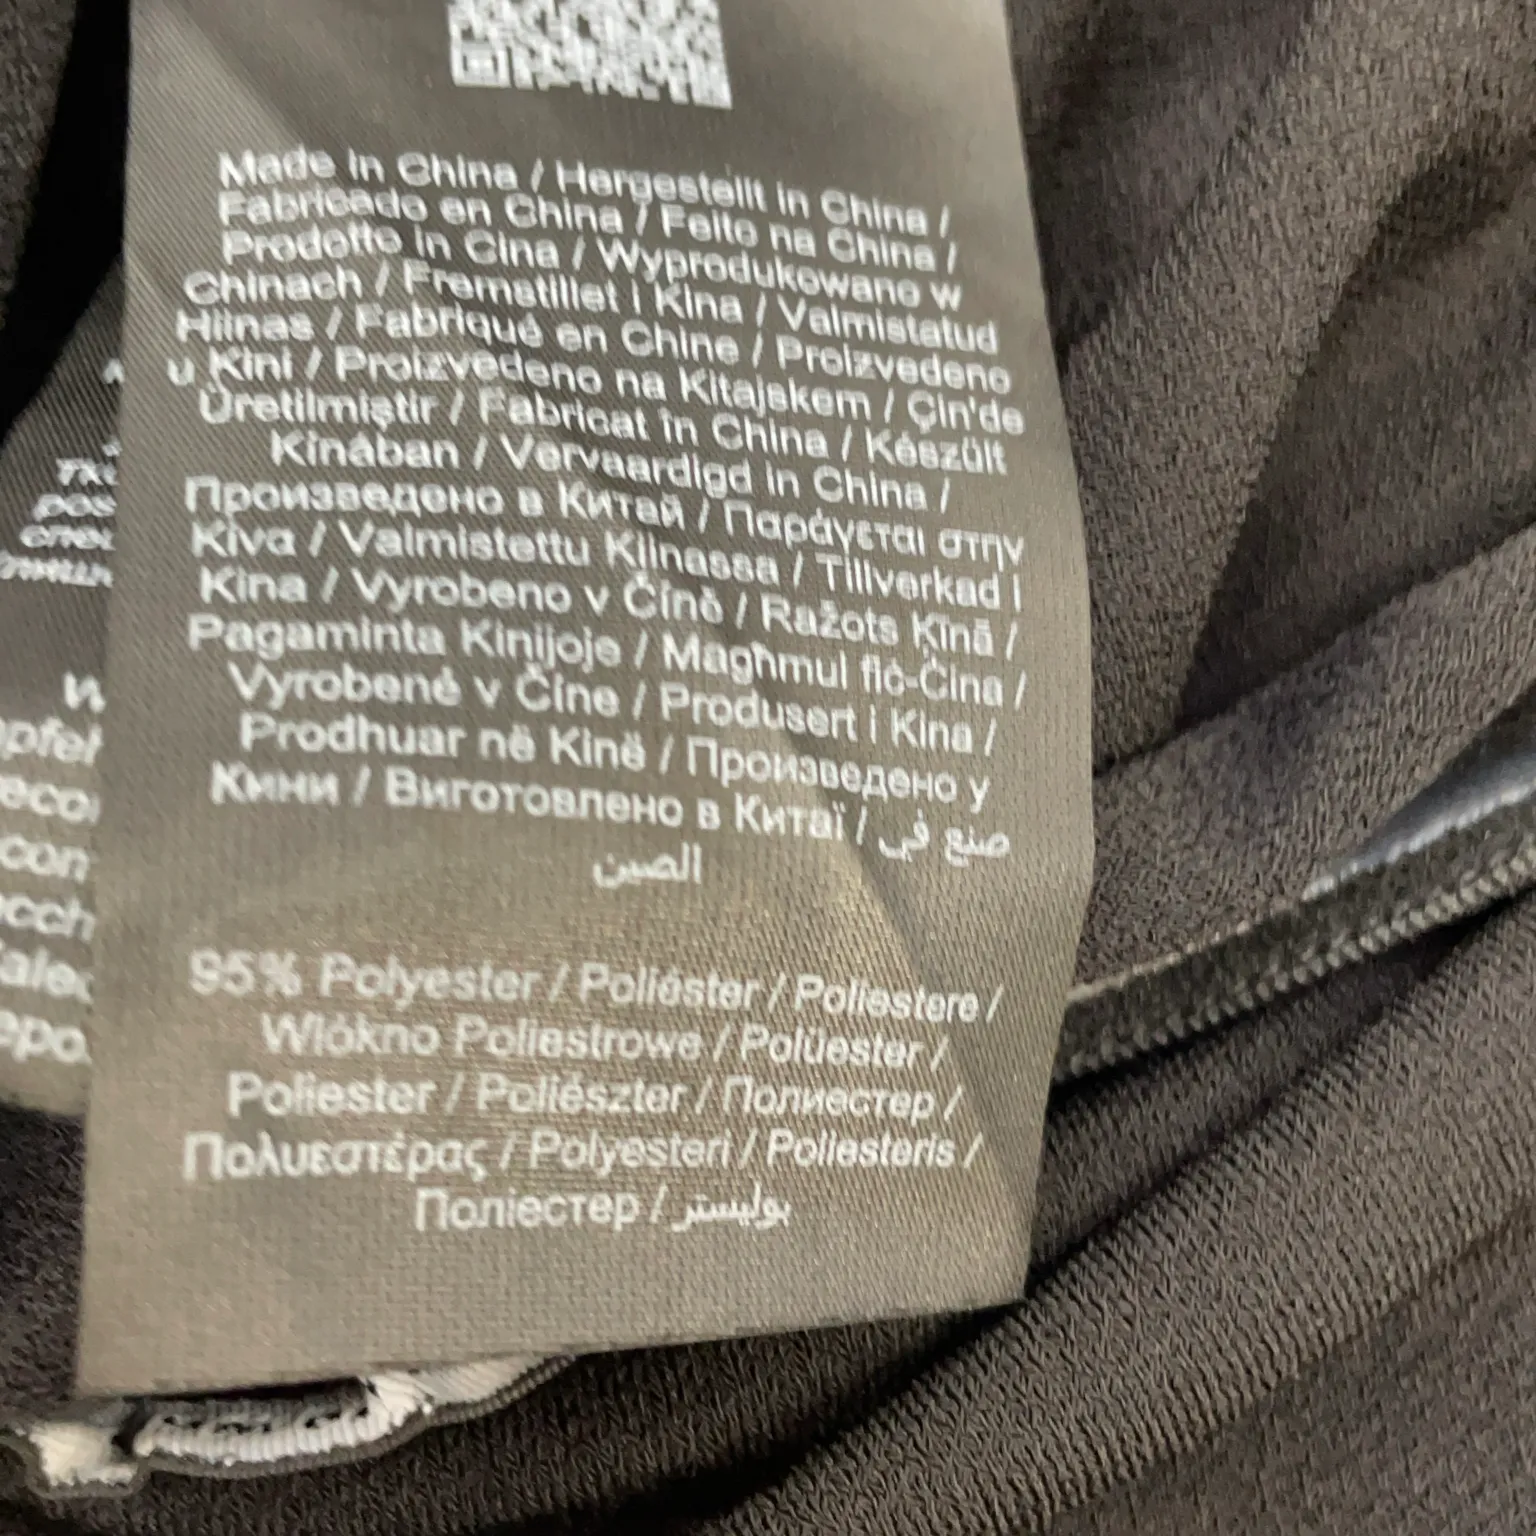 Made in China / Hergestellt in China /
Fabricado en China / Feito na China /
Prodotto in Cina / Wyprodukowano w
Chinach / Fremstillet i Kina / Valmistatud
Hiinas / Fabriqué en Chine / Proizvedeno
u Kini / Proizvedeno na Kitajskem / Çin'de
Üretilmiştir / Fabricat în China / Készült
Kínában / Vervaardigd in China /
Произведено в Китай / Παράγεται στην
Κίνα / Valmistettu Kiinassa / Tillverkad i
Kina / Vyrobeno v Číně / Ražots Ķīnā /
Pagaminta Kinijoje / Magħmul fiċ-Ċina /
Vyrobené v Číne / Produsert i Kina /
Prodhuar në Kinë / Произведено у
Кини / Виготовлено в Китаї / صنع في
الصين
95% Polyester / Poliéster / Poliestere /
Włókno Poliestrowe / Polüester /
Poliester / Poliészter / Полиестер /
Πολυεστέρας / Polyesteri / Poliesteris /
Поліестер / بوليستر